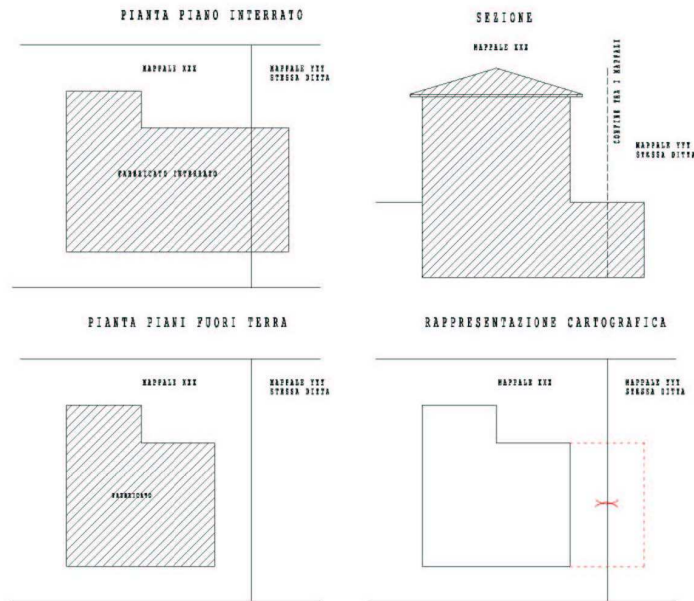 PIANTA PIANO INTERRATO
MAPPALE XXX
MAPPALE YYY
STESSA DITTA
FABBRICATO INTERRATO
SEZIONE
MAPPALE XXX
CONFINE TRA I MAPPALI
MAPPALE YYY
STESSA DITTA
PIANTA PIANI FUORI TERRA
MAPPALE XXX
MAPPALE YYY
STESSA DITTA
FABBRICATO
RAPPRESENTAZIONE CARTOGRAFICA
MAPPALE XXX
MAPPALE YYY
STESSA DITTA